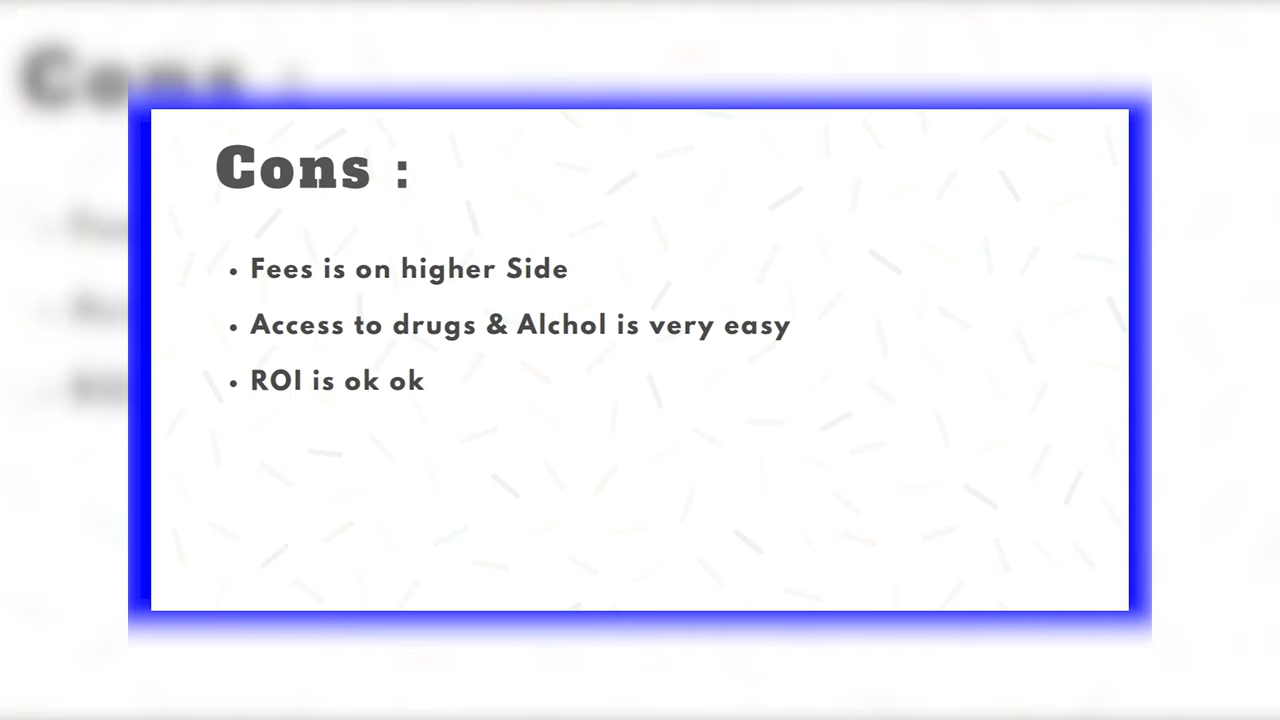 Cons :
• Fees is on higher Side
• Access to drugs & Alchol is very easy
• ROI is ok ok